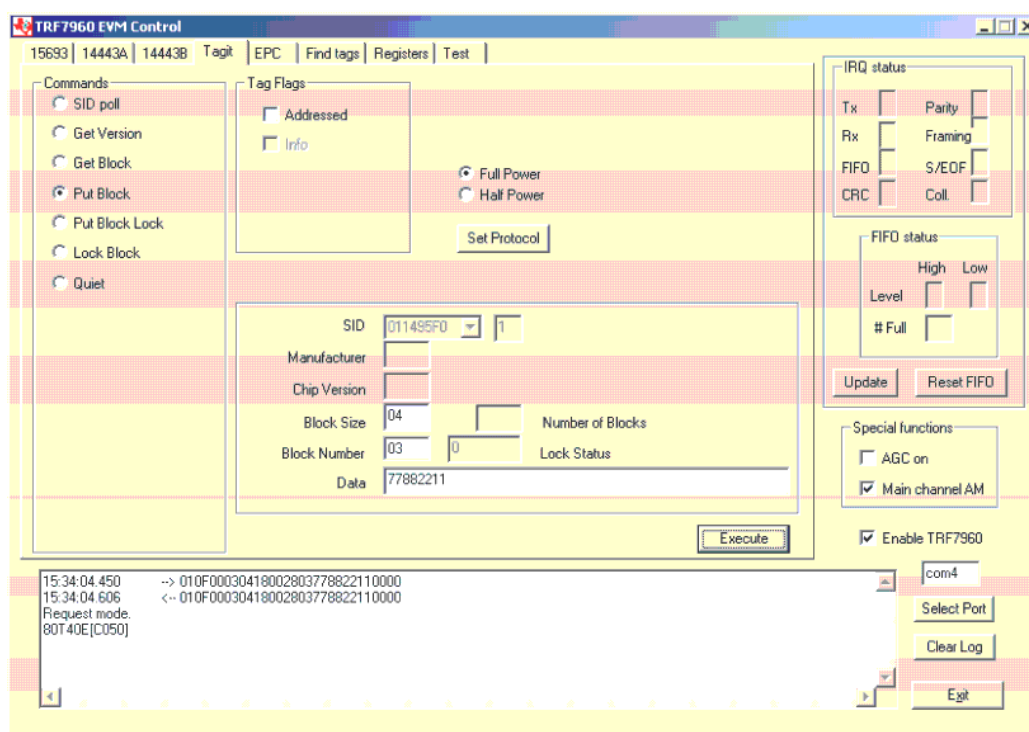 TRF7960 EVM Control
15693 14443A 14443B Tagit EPC Find tags Registers Test
Commands
SID poll
Get Version
Get Block
Put Block
Put Block Lock
Lock Block
Quiet
Tag Flags
Addressed
Info
Full Power
Half Power
Set Protocol
SID 011495F0 1
Manufacturer
Chip Version
Block Size 04 Number of Blocks
Block Number 03 0 Lock Status
Data 77882211
Execute
IRQ status
Tx Parity
Rx Framing
FIFO S/EOF
CRC Coll.
FIFO status
High Low
Level
# Full
Update Reset FIFO
Special functions
AGC on
Main channel AM
Enable TRF7960
com4
Select Port
Clear Log
Exit
15:34:04.450 --> 010F000304180028037788221100​00
15:34:04.606 <-- 010F00030418002803778822110000
Request mode.
80T40E[C050]